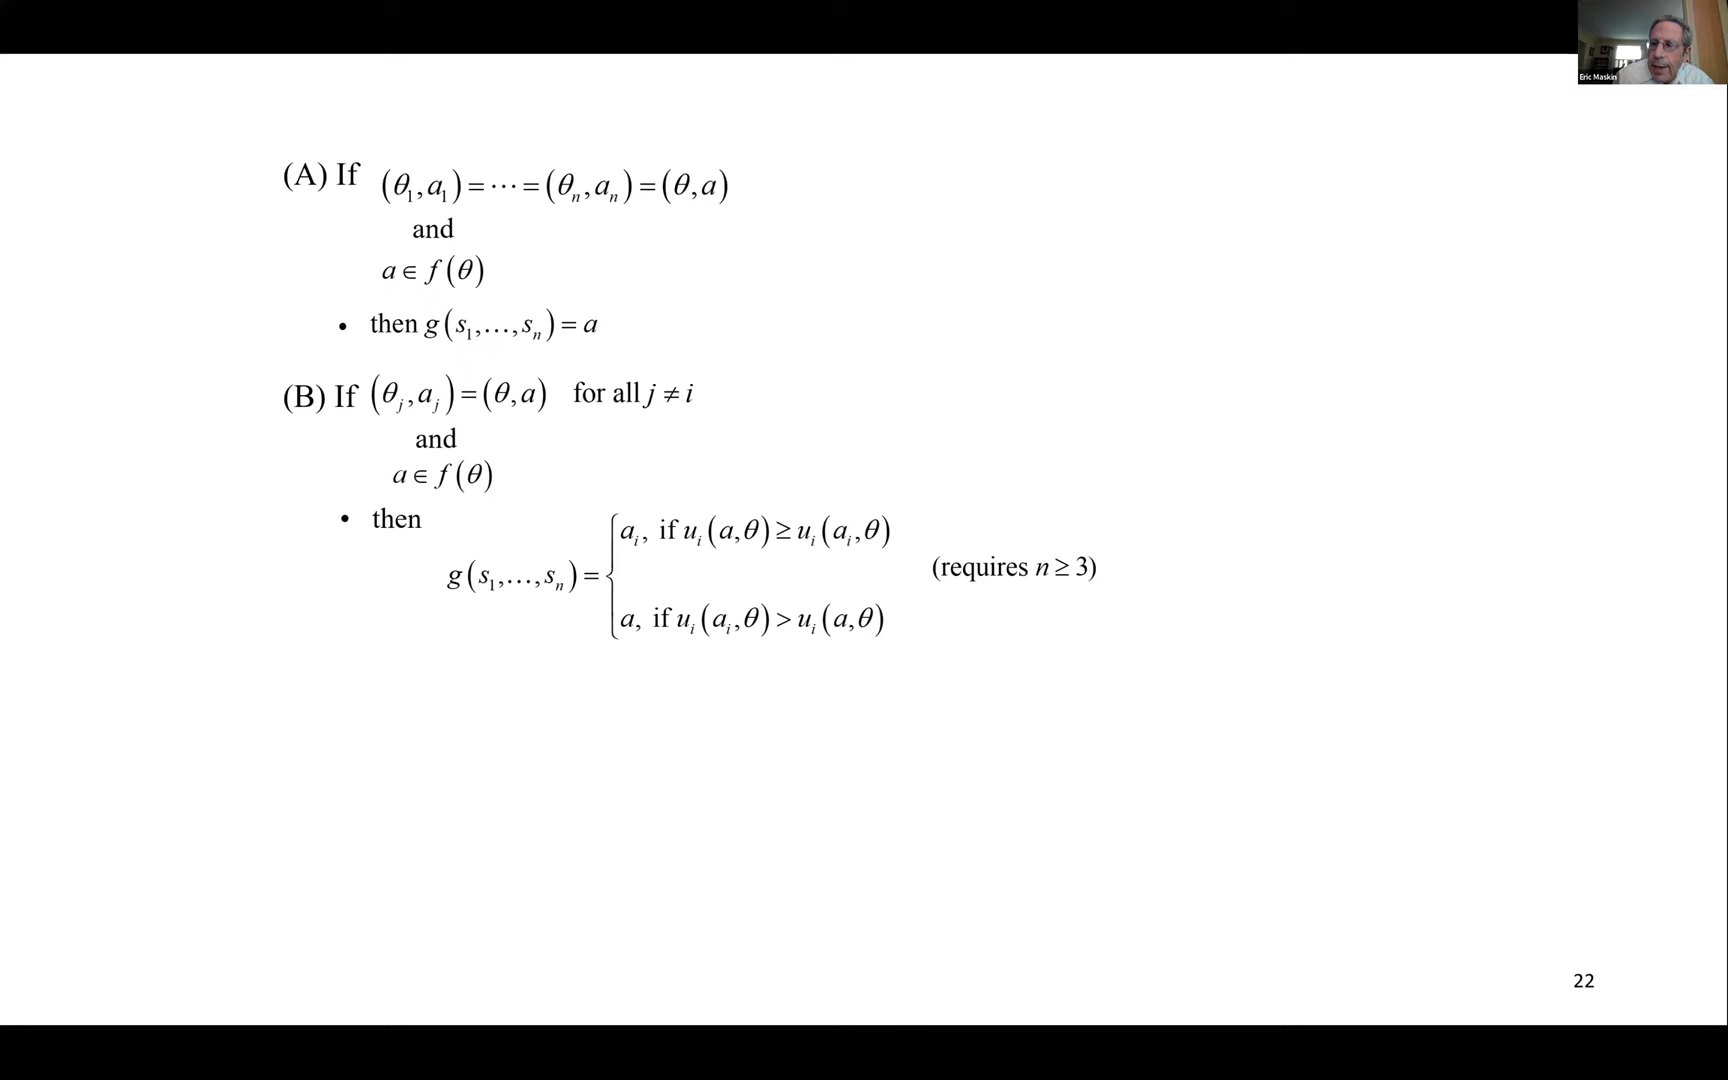 Eric Maskin
(A) If (θ₁, a₁) = ⋯ = (θₙ, aₙ) = (θ, a)
and
a ∈ f(θ)
• then g(s₁,…,sₙ) = a
(B) If (θⱼ, aⱼ) = (θ, a) for all j ≠ i
and
a ∈ f(θ)
• then
aᵢ, if uᵢ(a,θ) ≥ uᵢ(aᵢ,θ)
g(s₁,…,sₙ) = { (requires n ≥ 3)
a, if uᵢ(aᵢ,θ) > uᵢ(a,θ)
22